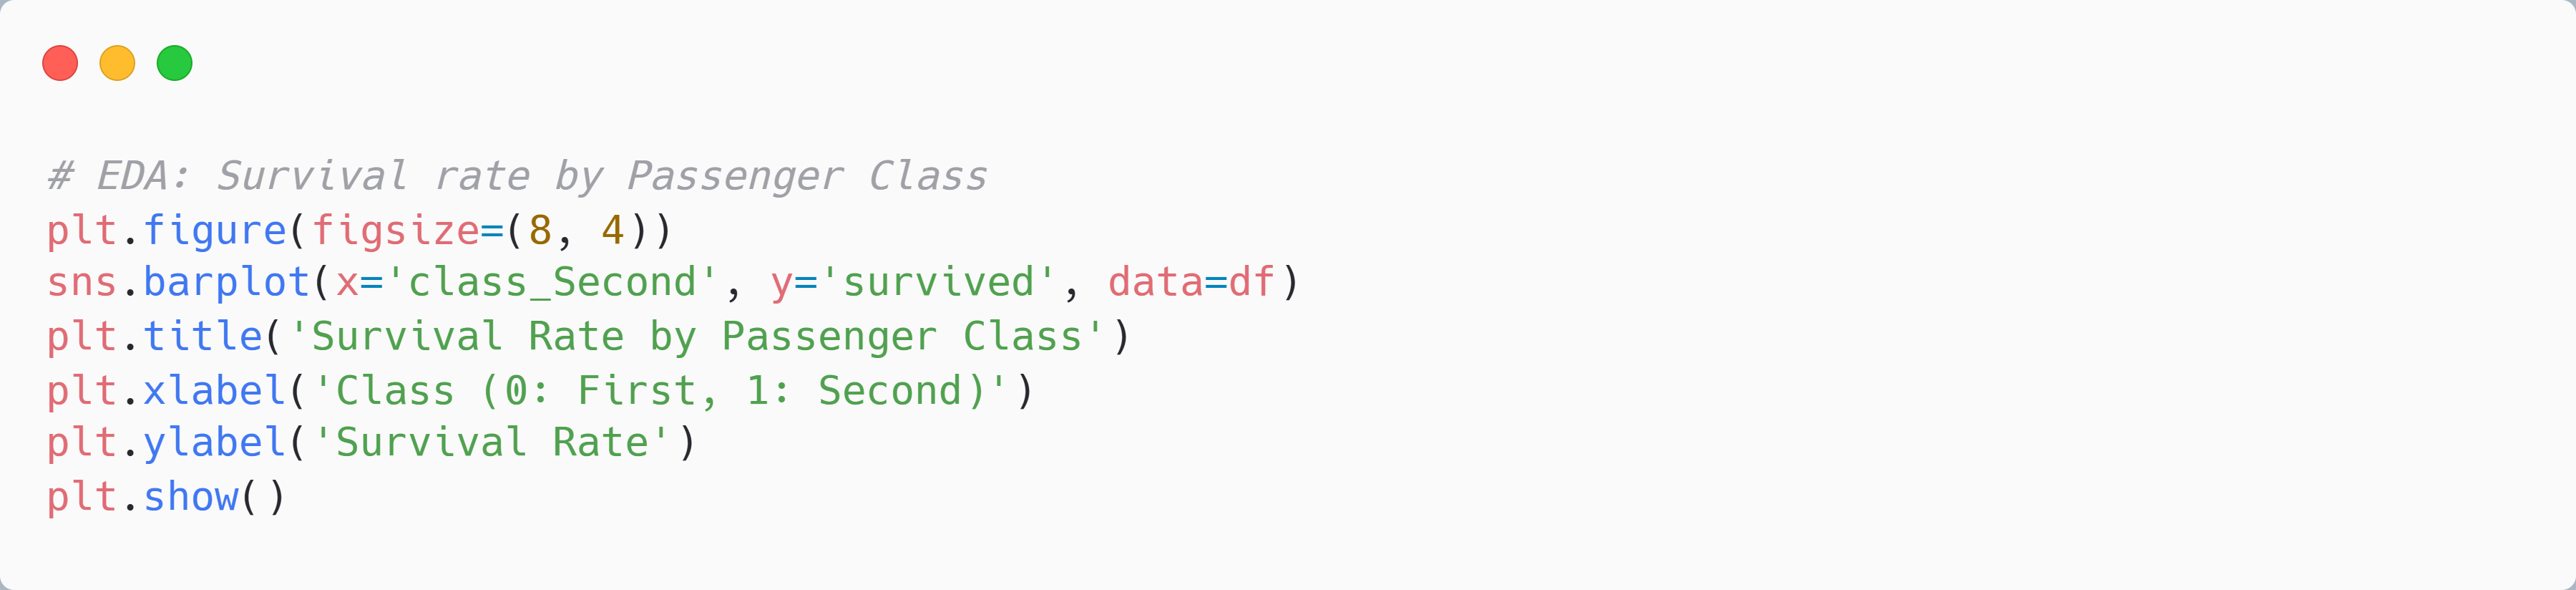 # EDA: Survival rate by Passenger Class
plt.figure(figsize=(8, 4))
sns.barplot(x='class_Second', y='survived', data=df)
plt.title('Survival Rate by Passenger Class')
plt.xlabel('Class (0: First, 1: Second)')
plt.ylabel('Survival Rate')
plt.show()